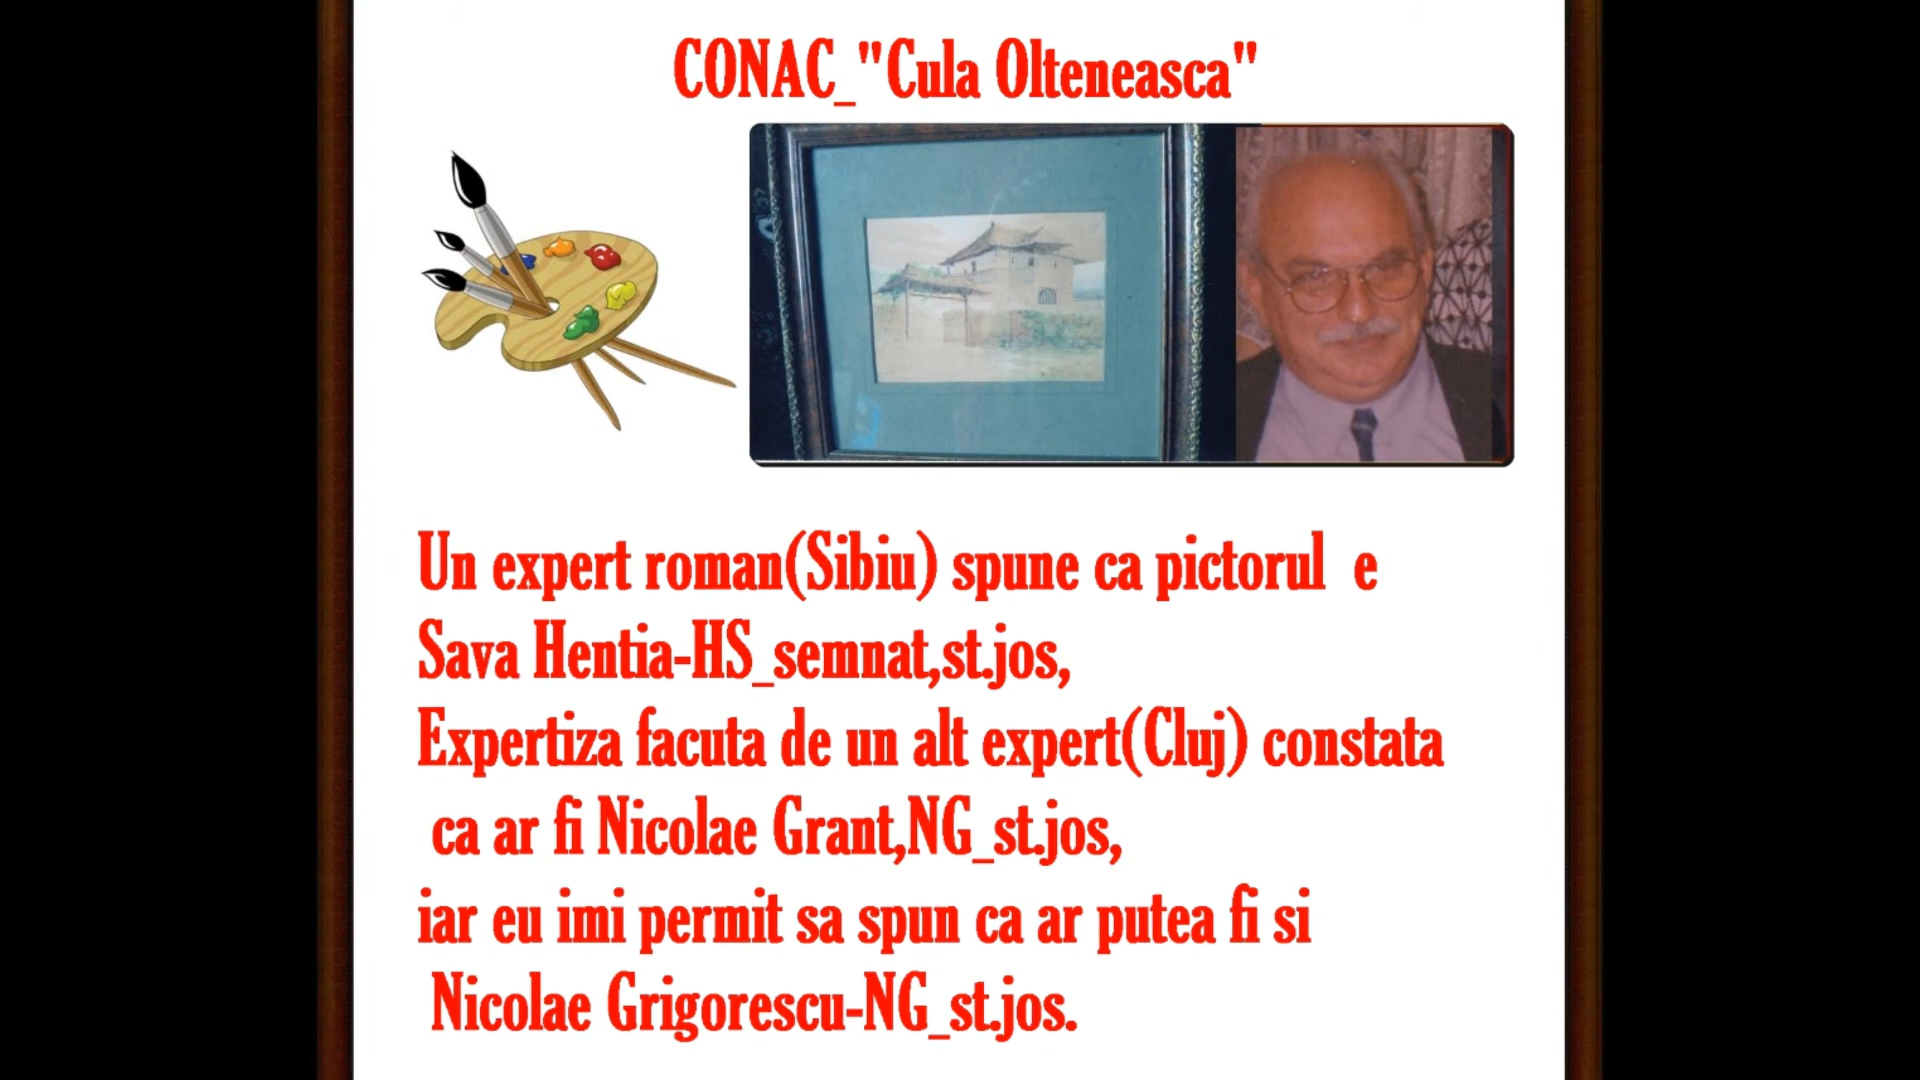 CONAC_"Cula Olteneasca"
Un expert roman(Sibiu) spune ca pictorul  e
Sava Hentia-HS_semnat,st.jos,
Expertiza facuta de un alt expert(Cluj) constata
ca ar fi Nicolae Grant,NG_st.jos,
iar eu imi permit sa spun ca ar putea fi si
Nicolae Grigorescu-NG_st.jos.